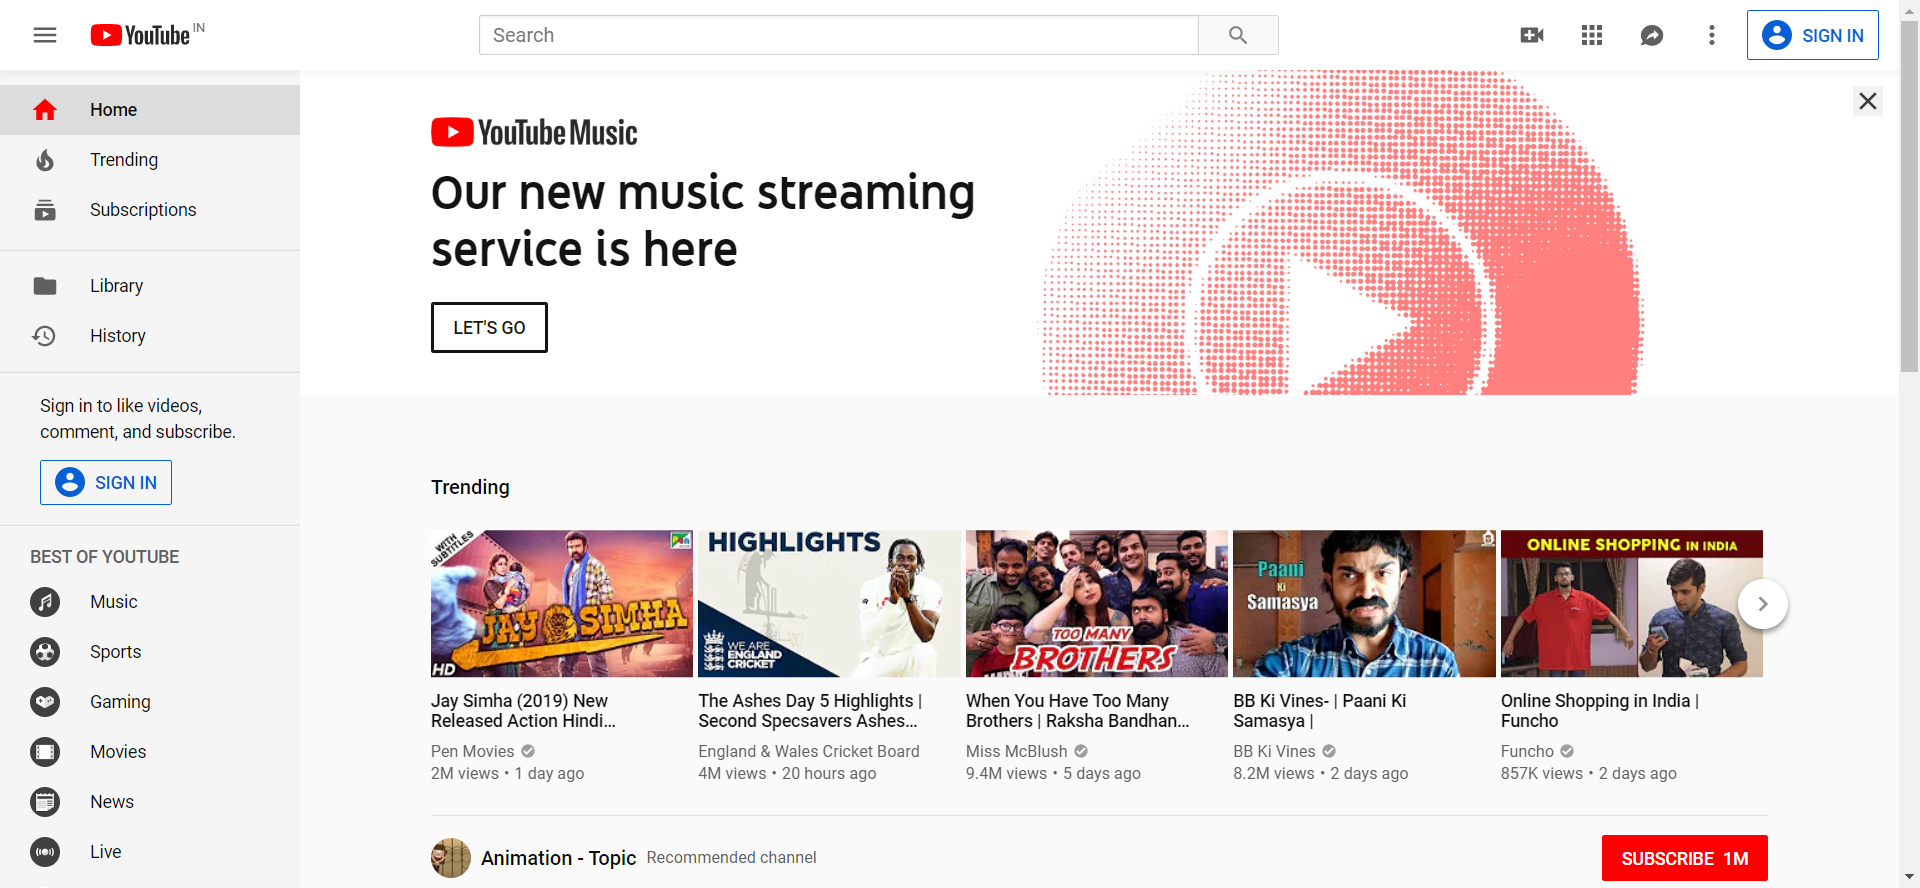 YouTube IN
Search
SIGN IN
Home
Trending
Subscriptions
Library
History
Sign in to like videos,
comment, and subscribe.
SIGN IN
BEST OF YOUTUBE
Music
Sports
Gaming
Movies
News
Live
YouTube Music
Our new music streaming
service is here
LET'S GO
Trending
WITH
SUBTITLES
Pen
JAY SIMHA
HD
Jay Simha (2019) New
Released Action Hindi...
Pen Movies
2M views • 1 day ago
HIGHLIGHTS
WE ARE
ENGLAND
CRICKET
The Ashes Day 5 Highlights |
Second Specsavers Ashes...
England & Wales Cricket Board
4M views • 20 hours ago
TOO MANY
BROTHERS
When You Have Too Many
Brothers | Raksha Bandhan...
Miss McBlush
9.4M views • 5 days ago
Paani
Ki
Samasya
BB Ki Vines- | Paani Ki
Samasya |
BB Ki Vines
8.2M views • 2 days ago
ONLINE SHOPPING IN INDIA
Online Shopping in India |
Funcho
Funcho
857K views • 2 days ago
Animation - Topic Recommended channel
SUBSCRIBE 1M